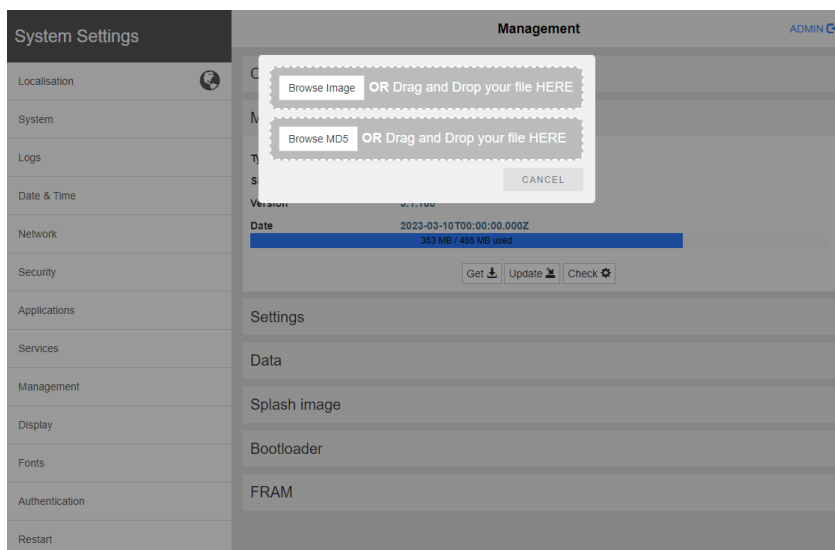 System Settings
Management
ADMIN
Localisation
System
Logs
Date & Time
Network
Security
Applications
Services
Management
Display
Fonts
Authentication
Restart
Browse Image OR Drag and Drop your file HERE
Browse MD5 OR Drag and Drop your file HERE
CANCEL
Version 3.1.100
Date 2023-03-10T00:00:00.000Z
363 MB / 486 MB used
Get Update Check
Settings
Data
Splash image
Bootloader
FRAM